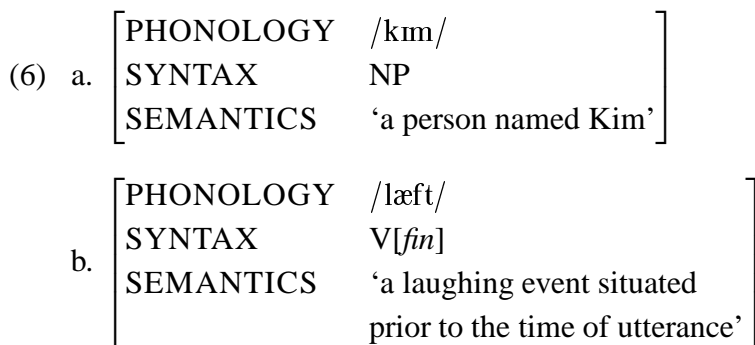 (6) a. PHONOLOGY /kɪm/
SYNTAX NP
SEMANTICS ‘a person named Kim’
b. PHONOLOGY /læft/
SYNTAX V[fin]
SEMANTICS ‘a laughing event situated
prior to the time of utterance’